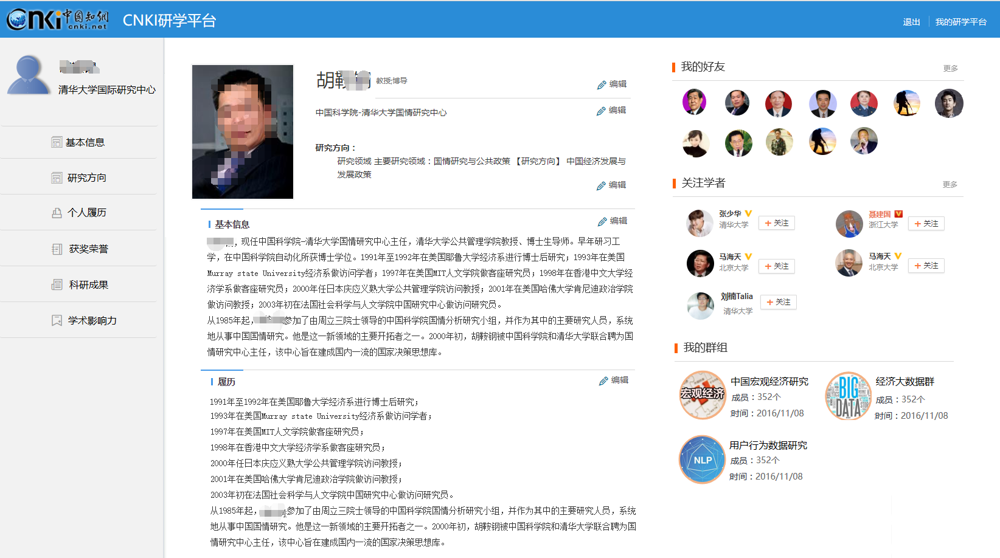 Cnki中国知网
cnki.net
CNKI研学平台
退出
我的研学平台
清华大学国际研究中心
基本信息
研究方向
个人履历
获奖荣誉
科研成果
学术影响力
胡鞍
教授;博导
编辑
中国科学院-清华大学国情研究中心
编辑
研究方向：
研究领域 主要研究领域：国情研究与公共政策 【研究方向】 中国经济发展与
发展政策
编辑
基本信息
编辑
，现任中国科学院-清华大学国情研究中心主任，清华大学公共管理学院教授、博士生导师。早年研习工
学，在中国科学院自动化所获博士学位。1991年至1992年在美国耶鲁大学经济系进行博士后研究；1993年在美国
Murray state University经济系做访问学者；1997年在美国MIT人文学院做客座研究员；1998年在香港中文大学经
济学系做客座研究员；2000年任日本庆应义熟大学公共管理学院访问教授；2001年在美国哈佛大学肯尼迪政治学院
做访问教授；2003年初在法国社会科学与人文学院中国研究中心做访问研究员。
从1985年起，参加了由周立三院士领导的中国科学院国情分析研究小组，并作为其中的主要研究人员，系统
地从事中国国情研究。他是这一新领域的主要开拓者之一。2000年初，胡鞍钢被中国科学院和清华大学联合聘为国
情研究中心主任，该中心旨在建成国内一流的国家决策思想库。
履历
编辑
1991年至1992年在美国耶鲁大学经济系进行博士后研究；
1993年在美国Murray state University经济系做访问学者；
1997年在美国MIT人文学院做客座研究员；
1998年在香港中文大学经济学系做客座研究员；
2000年任日本庆应义熟大学公共管理学院访问教授；
2001年在美国哈佛大学肯尼迪政治学院做访问教授；
2003年初在法国社会科学与人文学院中国研究中心做访问研究员。
从1985年起，参加了由周立三院士领导的中国科学院国情分析研究小组，并作为其中的主要研究人员，系统
地从事中国国情研究。他是这一新领域的主要开拓者之一。2000年初，胡鞍钢被中国科学院和清华大学联合聘为国
情研究中心主任，该中心旨在建成国内一流的国家决策思想库。
我的好友
更多
关注学者
更多
张少华 V
清华大学
+ 关注
聂建国 V
浙江大学
+ 关注
马海天 V
北京大学
+ 关注
马海天 V
北京大学
+ 关注
刘楠Talia
清华大学
+ 关注
我的群组
宏观经济
中国宏观经济研究
成员：352个
时间：2016/11/08
BIG
DATA
经济大数据群
成员：352个
时间：2016/11/08
NLP
用户行为数据研究
成员：352个
时间：2016/11/08